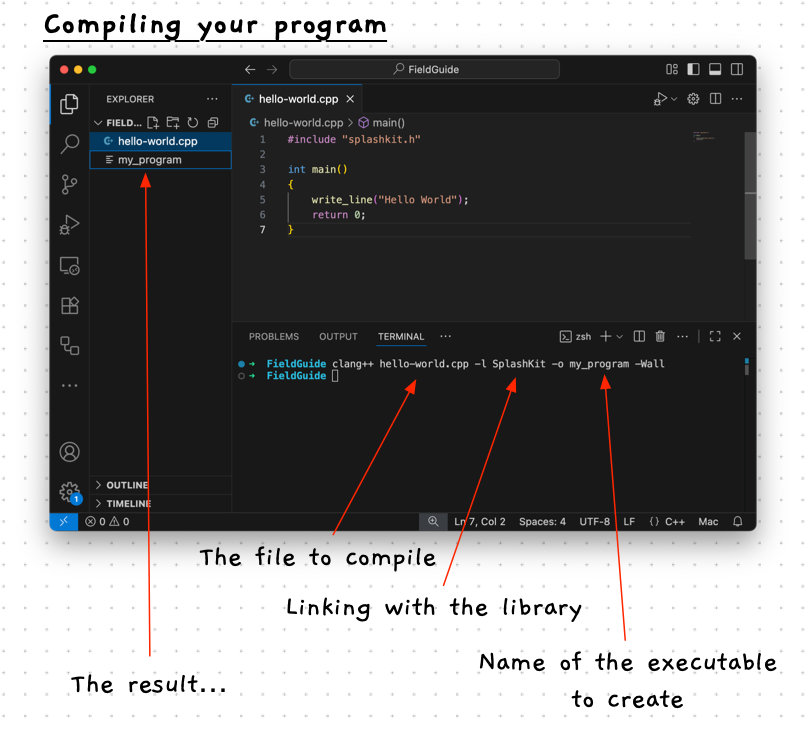 Compiling your program
FieldGuide
EXPLORER
hello-world.cpp
FIELD...
hello-world.cpp > main()
hello-world.cpp
my_program
1 #include "splashkit.h"
2
3 int main()
4 {
5 write_line("Hello World");
6 return 0;
7 }
PROBLEMS OUTPUT TERMINAL
zsh
FieldGuide clang++ hello-world.cpp -l SplashKit -o my_program -Wall
FieldGuide
OUTLINE
TIMELINE
1
0 0
Ln 7, Col 2 Spaces: 4 UTF-8 LF {} C++ Mac
The file to compile
Linking with the library
Name of the executable
to create
The result...